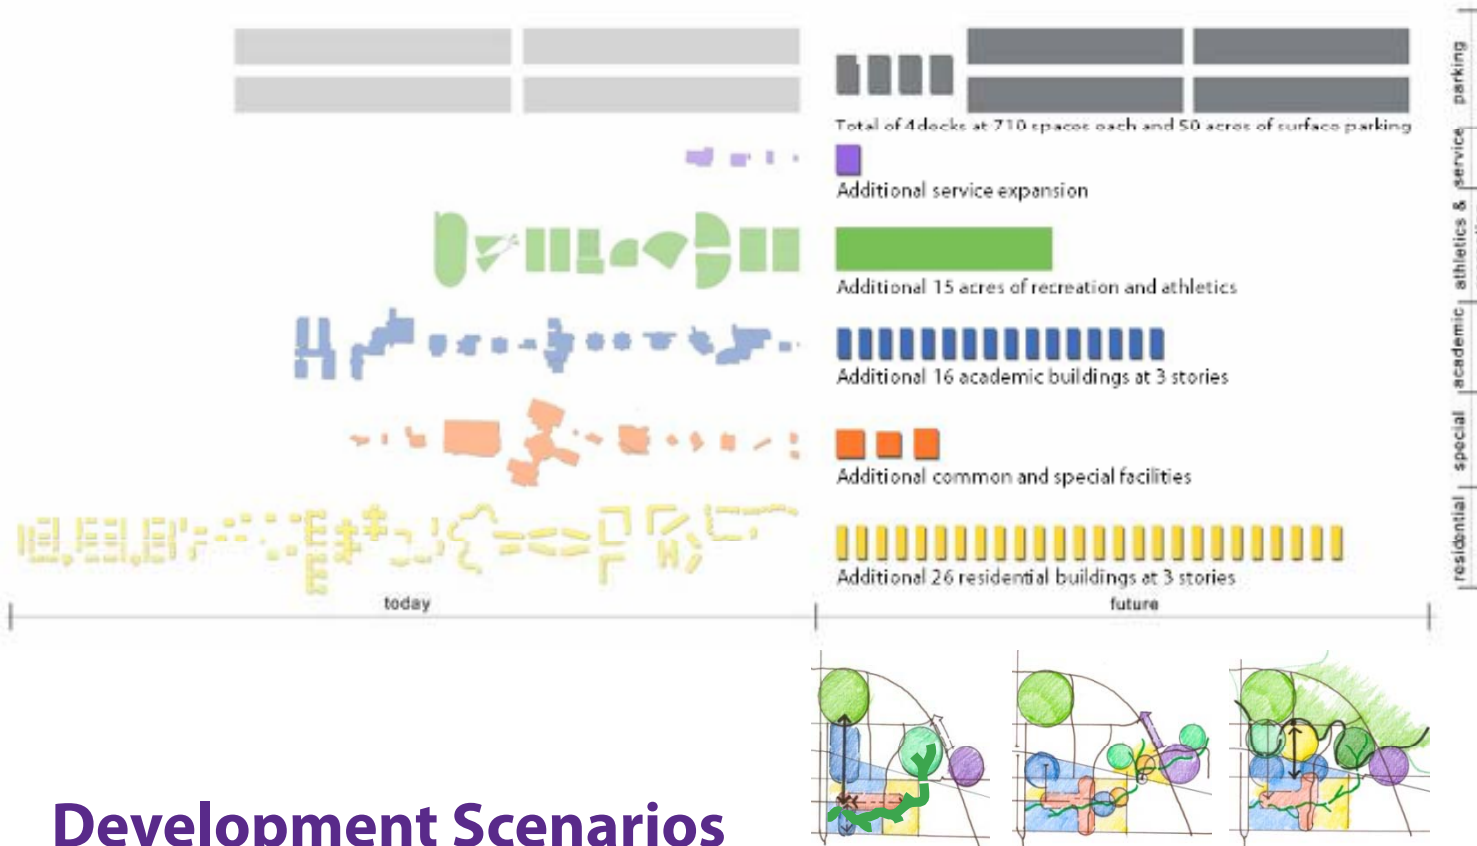 Total of 4 decks at 710 spaces each and 50 acres of surface parking
parking
Additional service expansion
service
Additional 15 acres of recreation and athletics
athletics &
Additional 16 academic buildings at 3 stories
academic
Additional common and special facilities
special
Additional 26 residential buildings at 3 stories
residential
today
future
Development Scenarios